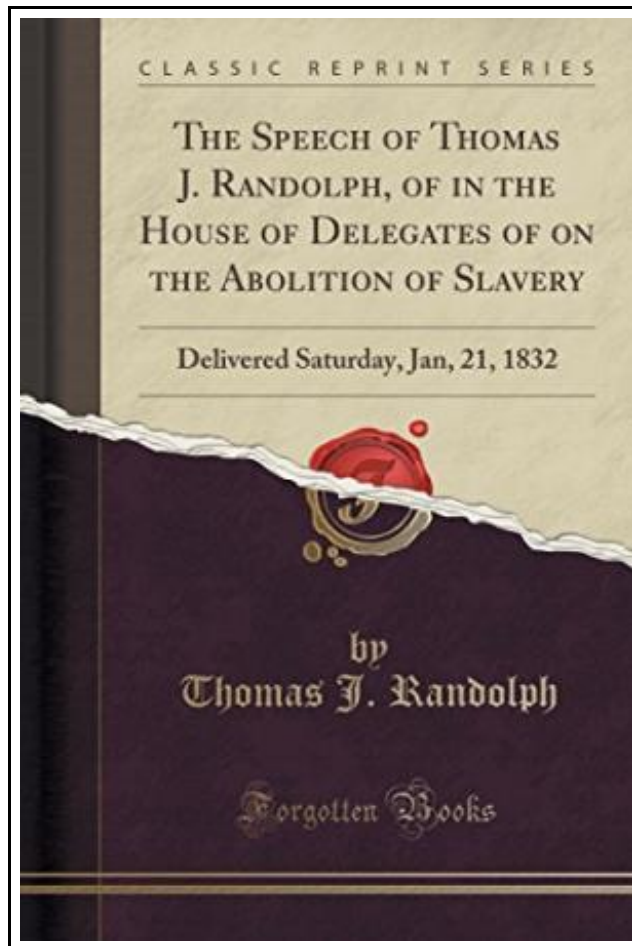 CLASSIC REPRINT SERIES
THE SPEECH OF THOMAS
J. RANDOLPH, OF IN THE
HOUSE OF DELEGATES OF ON
THE ABOLITION OF SLAVERY
Delivered Saturday, Jan, 21, 1832
F
by
Thomas J. Randolph
Forgotten Books